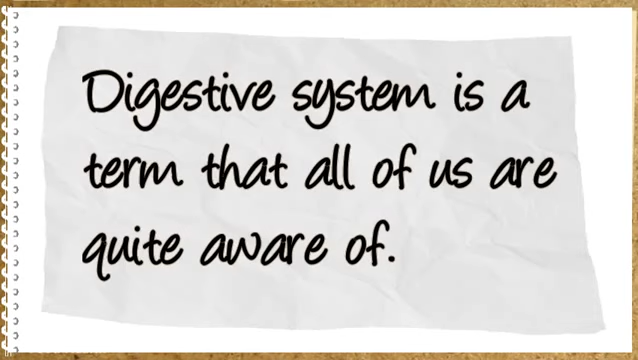 Digestive system is a
term that all of us are
quite aware of.